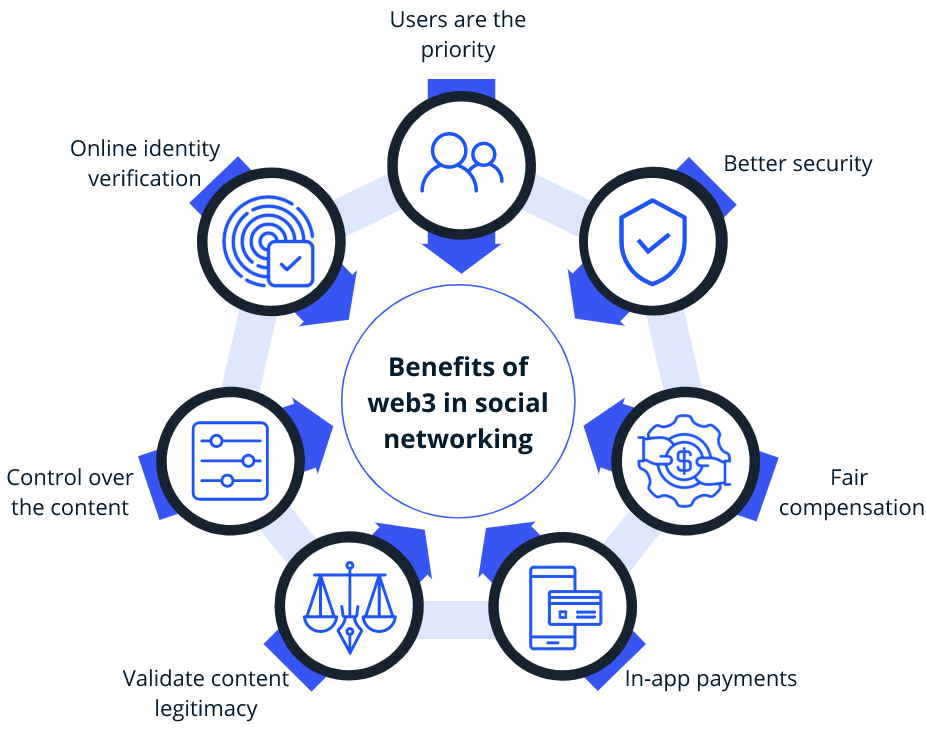 Users are the
priority
Better security
Fair
compensation
In-app payments
Validate content
legitimacy
Control over
the content
Online identity
verification
Benefits of
web3 in social
networking
$